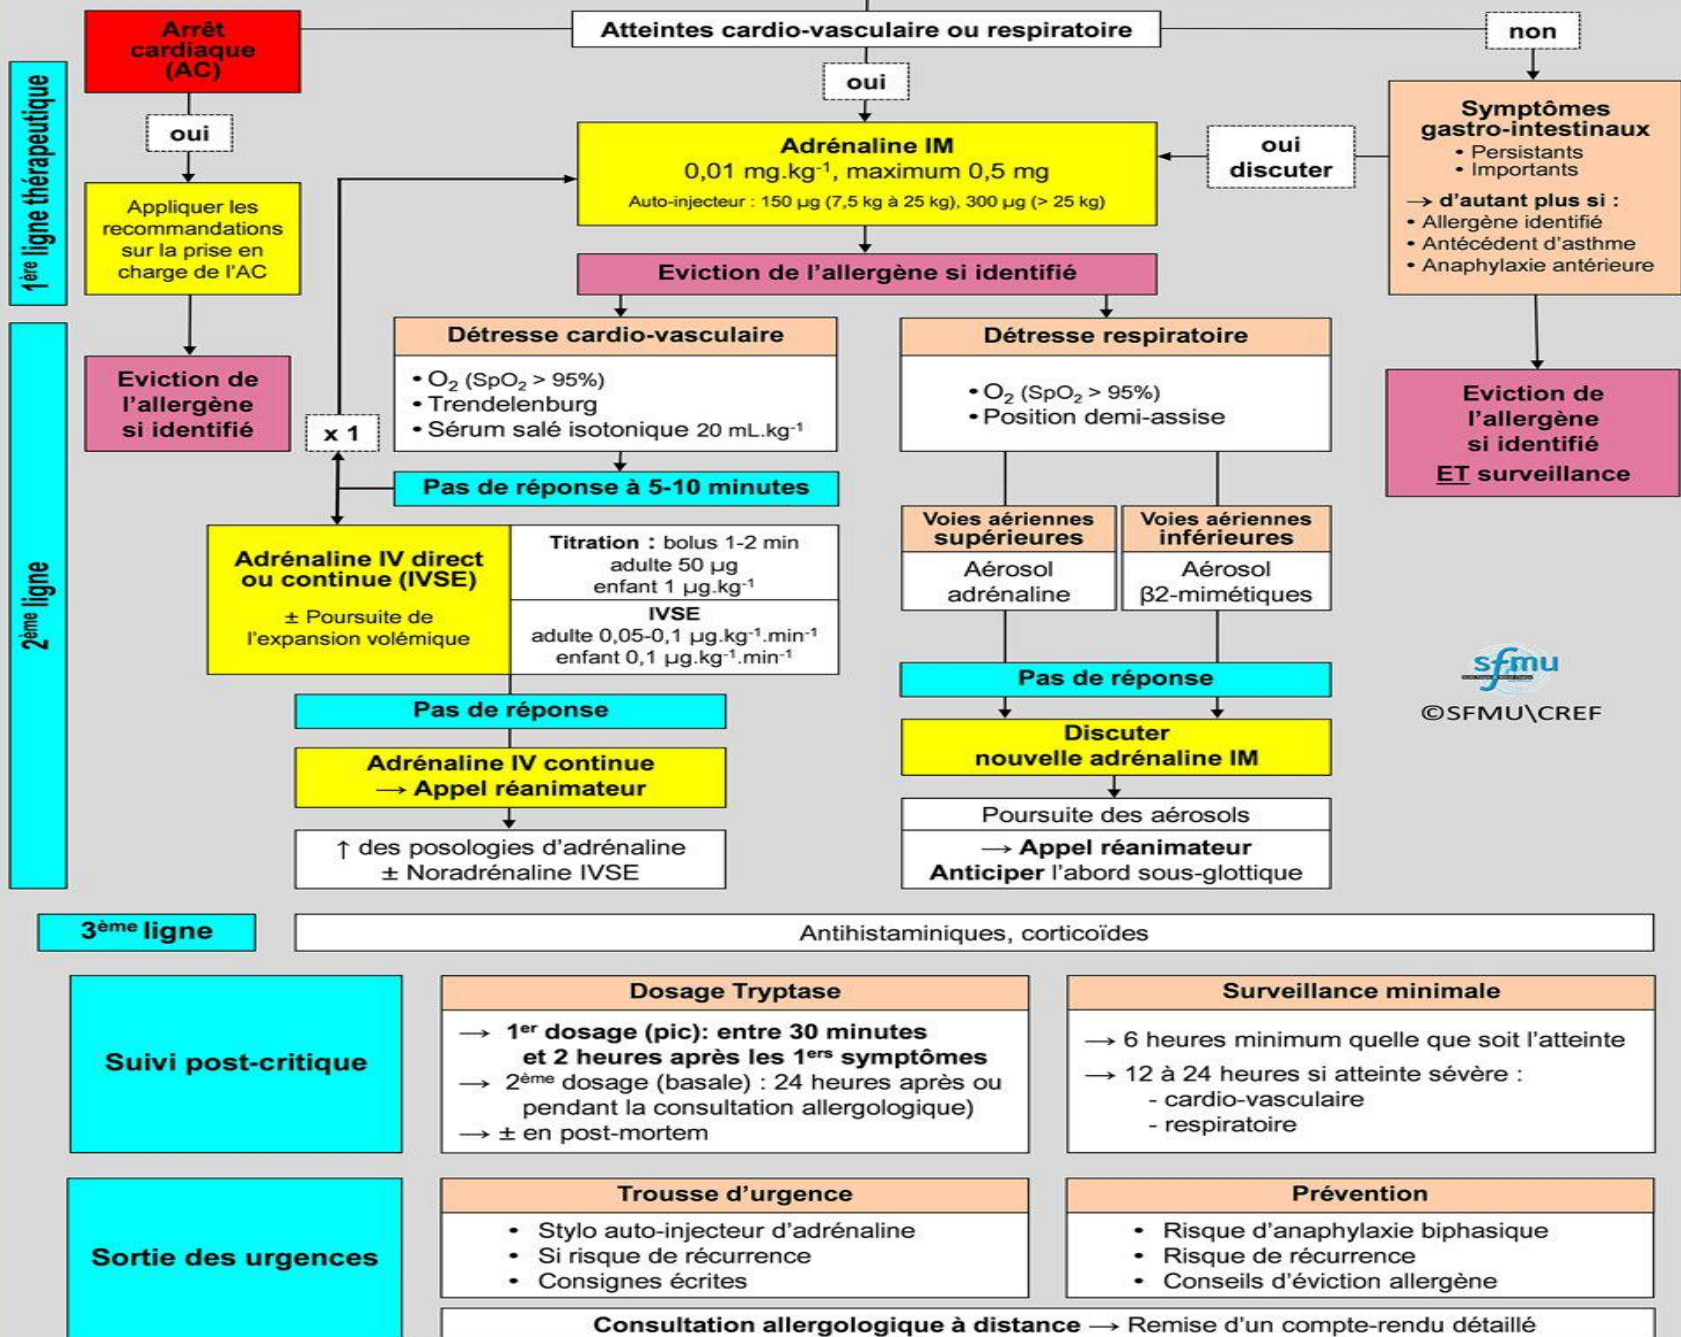 Arrêt
cardiaque
(AC)
Atteintes cardio-vasculaire ou respiratoire
non
oui
oui
1ère ligne thérapeutique
Appliquer les
recommandations
sur la prise en
charge de l'AC
Adrénaline IM
0,01 mg.kg⁻¹, maximum 0,5 mg
Auto-injecteur : 150 µg (7,5 kg à 25 kg), 300 µg (> 25 kg)
oui
discuter
Symptômes
gastro-intestinaux
• Persistants
• Importants
→ d'autant plus si :
• Allergène identifié
• Antécédent d'asthme
• Anaphylaxie antérieure
Eviction de l'allergène si identifié
2ème ligne
Eviction de
l'allergène
si identifié
x 1
Détresse cardio-vasculaire
• O₂ (SpO₂ > 95%)
• Trendelenburg
• Sérum salé isotonique 20 mL.kg⁻¹
Détresse respiratoire
• O₂ (SpO₂ > 95%)
• Position demi-assise
Eviction de
l'allergène
si identifié
ET surveillance
Pas de réponse à 5-10 minutes
Adrénaline IV direct
ou continue (IVSE)
± Poursuite de
l'expansion volémique
Titration : bolus 1-2 min
adulte 50 µg
enfant 1 µg.kg⁻¹
IVSE
adulte 0,05-0,1 µg.kg⁻¹.min⁻¹
enfant 0,1 µg.kg⁻¹.min⁻¹
Voies aériennes
supérieures
Aérosol
adrénaline
Voies aériennes
inférieures
Aérosol
β2-mimétiques
Pas de réponse
Pas de réponse
Adrénaline IV continue
→ Appel réanimateur
↑ des posologies d'adrénaline
± Noradrénaline IVSE
Discuter
nouvelle adrénaline IM
Poursuite des aérosols
→ Appel réanimateur
Anticiper l'abord sous-glottique
sfmu
©SFMU\CREF
3ème ligne
Antihistaminiques, corticoïdes
Suivi post-critique
Dosage Tryptase
→ 1er dosage (pic): entre 30 minutes
et 2 heures après les 1ers symptômes
→ 2ème dosage (basale) : 24 heures après ou
pendant la consultation allergologique)
→ ± en post-mortem
Surveillance minimale
→ 6 heures minimum quelle que soit l'atteinte
→ 12 à 24 heures si atteinte sévère :
- cardio-vasculaire
- respiratoire
Sortie des urgences
Trousse d'urgence
• Stylo auto-injecteur d'adrénaline
• Si risque de récurrence
• Consignes écrites
Prévention
• Risque d'anaphylaxie biphasique
• Risque de récurrence
• Conseils d'éviction allergène
Consultation allergologique à distance → Remise d'un compte-rendu détaillé